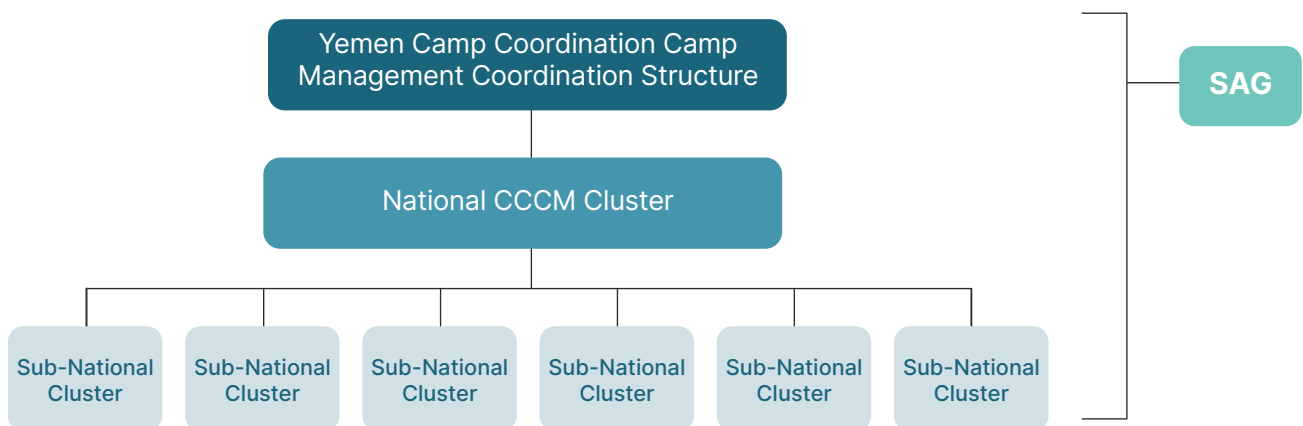 Yemen Camp Coordination Camp
Management Coordination Structure
SAG
National CCCM Cluster
Sub-National
Cluster
Sub-National
Cluster
Sub-National
Cluster
Sub-National
Cluster
Sub-National
Cluster
Sub-National
Cluster